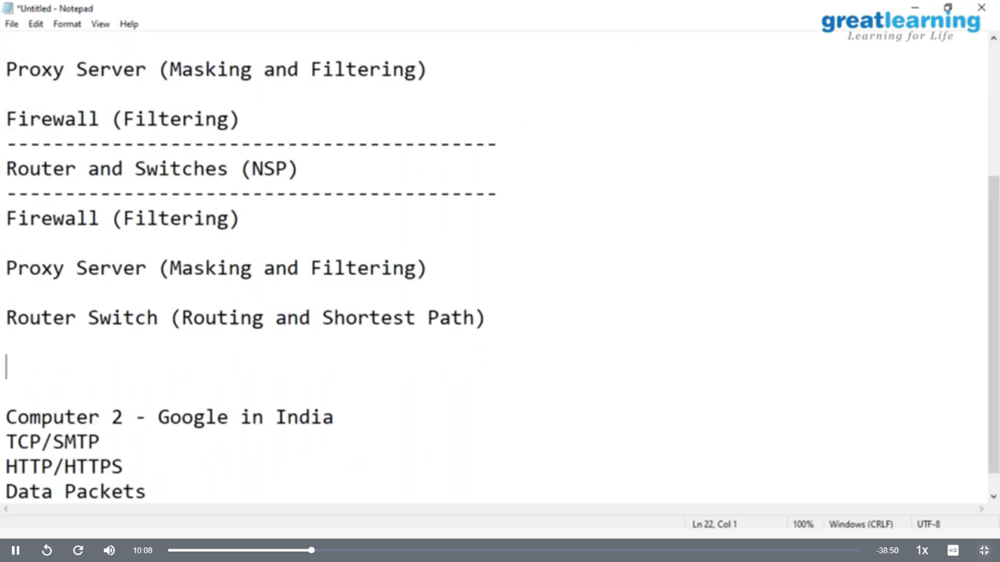 *Untitled - Notepad
File Edit Format View Help
greatlearning
Learning for Life
Proxy Server (Masking and Filtering)
Firewall (Filtering)
------------------------------------------
Router and Switches (NSP)
------------------------------------------
Firewall (Filtering)
Proxy Server (Masking and Filtering)
Router Switch (Routing and Shortest Path)
Computer 2 - Google in India
TCP/SMTP
HTTP/HTTPS
Data Packets
Ln 22, Col 1 100% Windows (CRLF) UTF-8
10:08 -38:50 1x HD